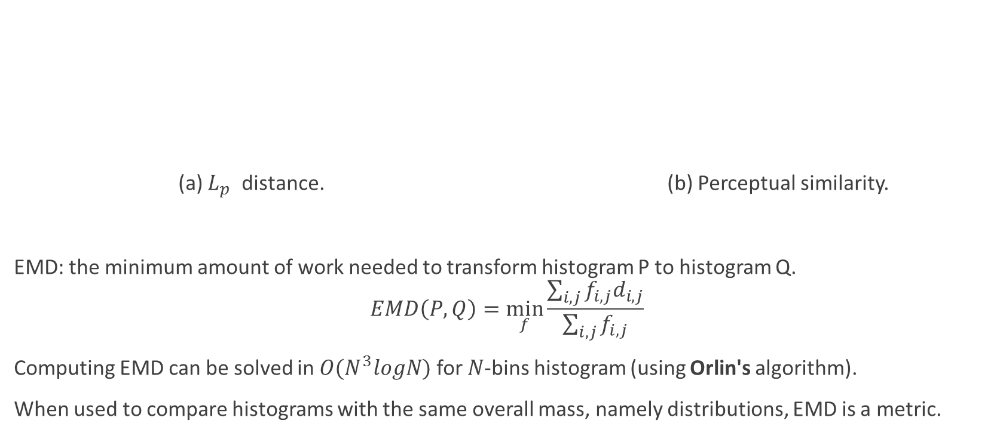 (a) $L_p$ distance.
(b) Perceptual similarity.
EMD: the minimum amount of work needed to transform histogram P to histogram Q.
$EMD(P, Q) = \min_f \frac{\sum_{i,j} f_{i,j} d_{i,j}}{\sum_{i,j} f_{i,j}}$
Computing EMD can be solved in $O(N^3 logN)$ for $N$-bins histogram (using Orlin's algorithm).
When used to compare histograms with the same overall mass, namely distributions, EMD is a metric.